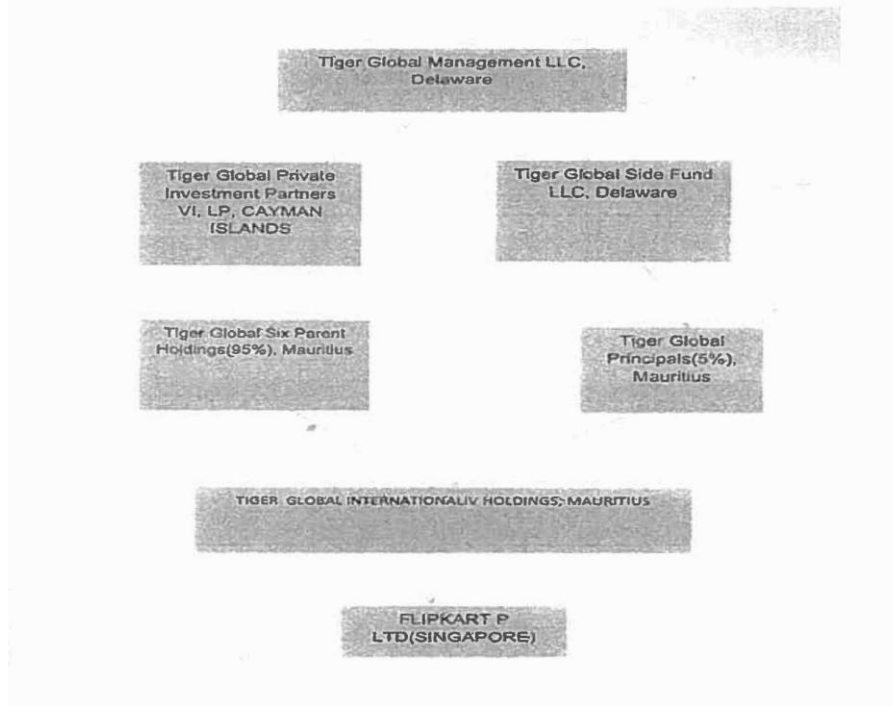 Tiger Global Management LLC,
Delaware
Tiger Global Private
Investment Partners
VI, LP, CAYMAN
ISLANDS
Tiger Global Side Fund
LLC, Delaware
Tiger Global Six Parent
Holdings(95%), Mauritius
Tiger Global
Principals(5%),
Mauritius
TIGER GLOBAL INTERNATIONALIV HOLDINGS, MAURITIUS
FLIPKART P
LTD(SINGAPORE)